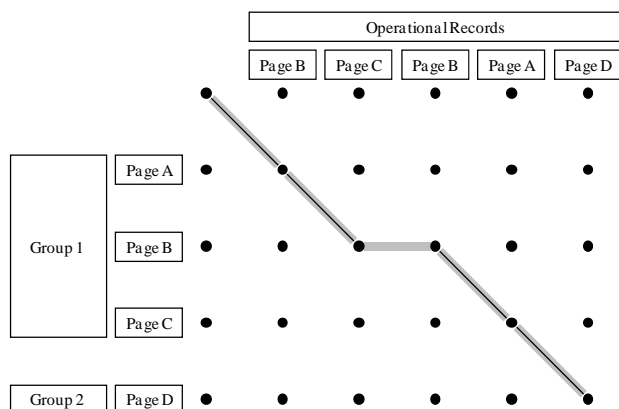 Operational Records
Page B Page C Page B Page A Page D
Page A
Group 1 Page B
Page C
Group 2 Page D